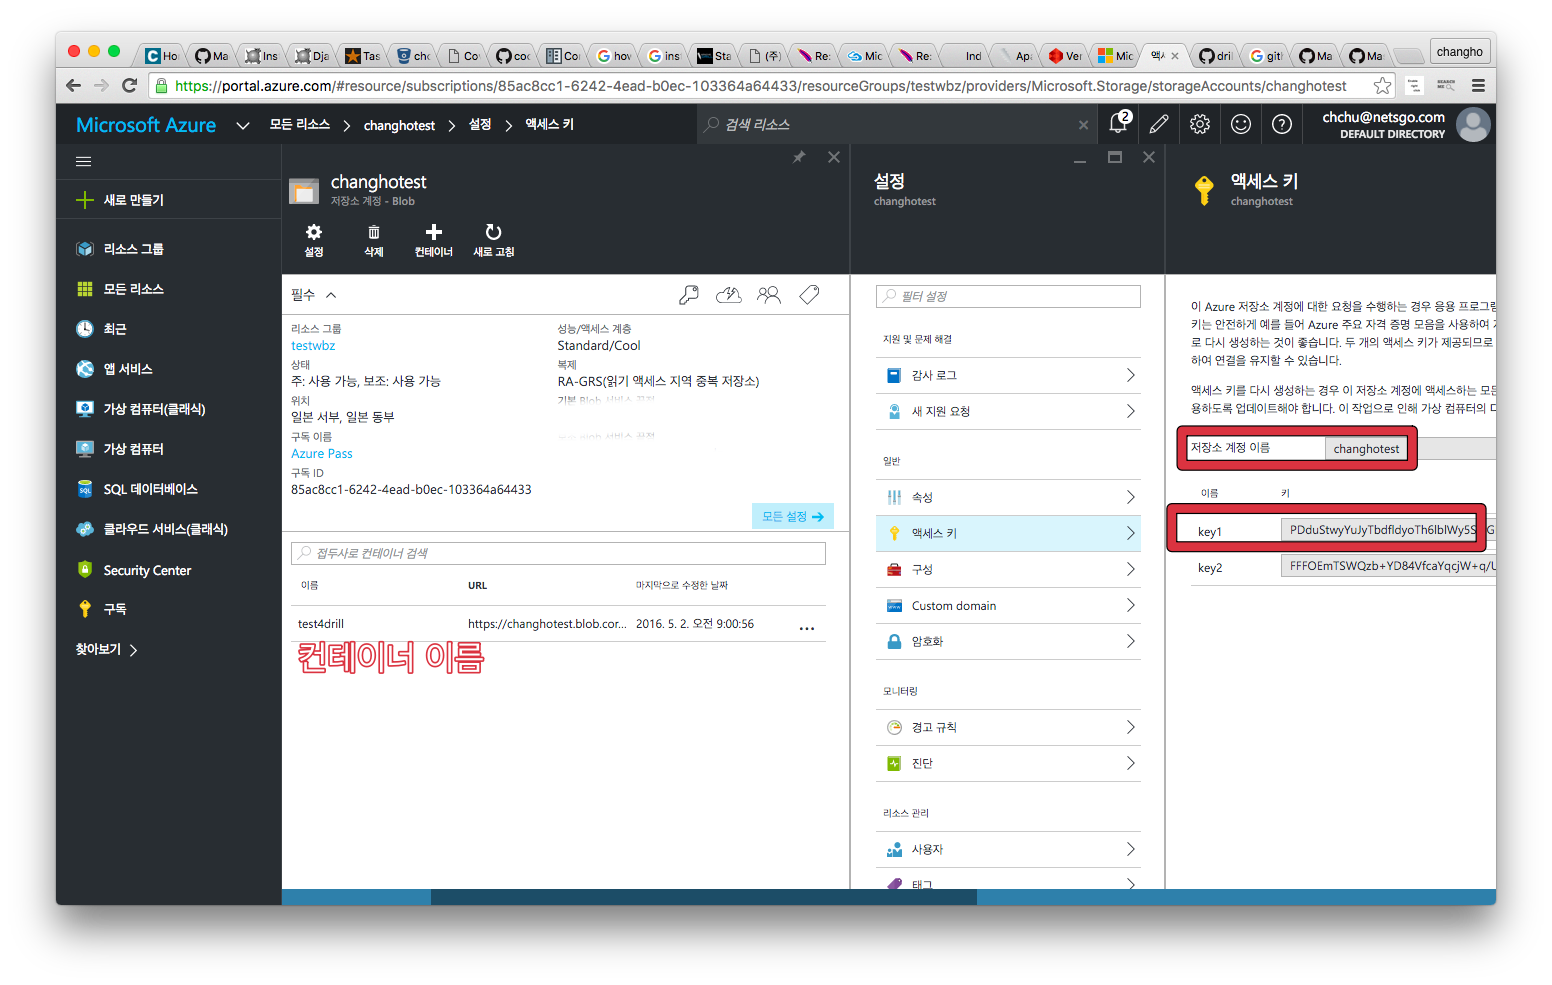 Ho
Ma
Ins
Dja
Tas
cho
Co
coc
Co
hov
ins
Sta
(주)
Re:
Mic
Re:
Ind
Apa
Ver
Mic
액ㅅ
dril
git
Ma
Ma
changho
https://portal.azure.com/#resource/subscriptions/85ac8cc1-6242-4ead-b0ec-103364a64433/resourceGroups/testwbz/providers/Microsoft.Storage/storageAccounts/changhotest
Microsoft Azure
모든 리소스 > changhotest > 설정 > 액세스 키
검색 리소스
2
chchu@netsgo.com
DEFAULT DIRECTORY
새로 만들기
리소스 그룹
모든 리소스
최근
앱 서비스
가상 컴퓨터(클래식)
가상 컴퓨터
SQL 데이터베이스
클라우드 서비스(클래식)
Security Center
구독
찾아보기 >
changhotest
저장소 계정 - Blob
설정
삭제
컨테이너
새로 고침
필수
리소스 그룹
testwbz
상태
주: 사용 가능, 보조: 사용 가능
위치
일본 서부, 일본 동부
구독 이름
Azure Pass
구독 ID
85ac8cc1-6242-4ead-b0ec-103364a64433
성능/액세스 계층
Standard/Cool
복제
RA-GRS(읽기 액세스 지역 중복 저장소)
모든 설정 →
접두사로 컨테이너 검색
이름 URL 마지막으로 수정한 날짜
test4drill https://changhotest.blob.cor... 2016. 5. 2. 오전 9:00:56 ...
컨테이너 이름
설정
changhotest
필터 설정
지원 및 문제 해결
감사 로그
새 지원 요청
일반
속성
액세스 키
구성
Custom domain
암호화
모니터링
경고 규칙
진단
리소스 관리
사용자
태그
액세스 키
changhotest
이 Azure 저장소 계정에 대한 요청을 수행하는 경우 응용 프로그램
키는 안전하게 예를 들어 Azure 주요 자격 증명 모음을 사용하여
로 다시 생성하는 것이 좋습니다. 두 개의 액세스 키가 제공되므로
하여 연결을 유지할 수 있습니다.
액세스 키를 다시 생성하는 경우 이 저장소 계정에 액세스하는 모든
용하도록 업데이트해야 합니다. 이 작업으로 인해 가상 컴퓨터의 디
저장소 계정 이름 changhotest
이름 키
key1
key2